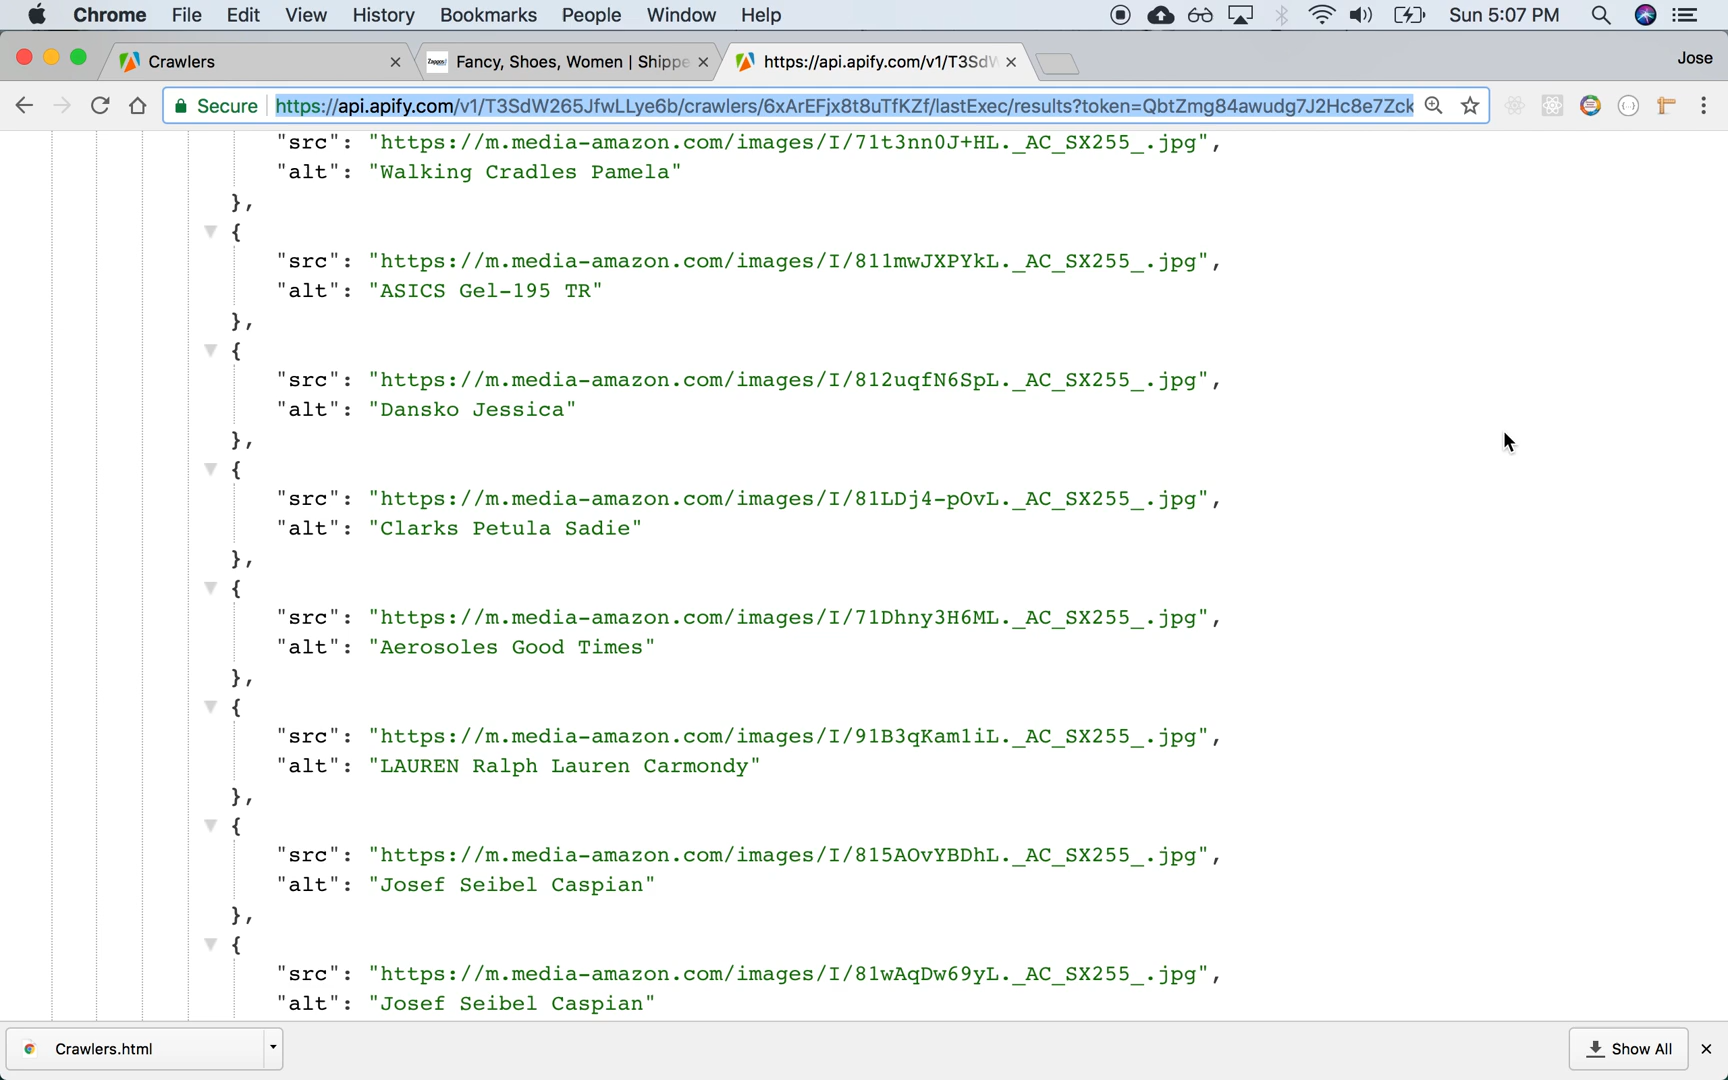 Chrome File Edit View History Bookmarks People Window Help Sun 5:07 PM
Crawlers
Zappos Fancy, Shoes, Women | Shippe
https://api.apify.com/v1/T3SdW
Jose
Secure https://api.apify.com/v1/T3SdW265JfwLLye6b/crawlers/6xArEFjx8t8uTfKZf/lastExec/results?token=QbtZmg84awudg7J2Hc8e7Zck
"src": "https://m.media-amazon.com/images/I/71t3nn0J+HL._AC_SX255_.jpg",
"alt": "Walking Cradles Pamela"
},
{
"src": "https://m.media-amazon.com/images/I/811mwJXPYkL._AC_SX255_.jpg",
"alt": "ASICS Gel-195 TR"
},
{
"src": "https://m.media-amazon.com/images/I/812uqfN6SpL._AC_SX255_.jpg",
"alt": "Dansko Jessica"
},
{
"src": "https://m.media-amazon.com/images/I/81LDj4-pOvL._AC_SX255_.jpg",
"alt": "Clarks Petula Sadie"
},
{
"src": "https://m.media-amazon.com/images/I/71Dhny3H6ML._AC_SX255_.jpg",
"alt": "Aerosoles Good Times"
},
{
"src": "https://m.media-amazon.com/images/I/91B3qKam1iL._AC_SX255_.jpg",
"alt": "LAUREN Ralph Lauren Carmondy"
},
{
"src": "https://m.media-amazon.com/images/I/815AOvYBDhL._AC_SX255_.jpg",
"alt": "Josef Seibel Caspian"
},
{
"src": "https://m.media-amazon.com/images/I/81wAqDw69yL._AC_SX255_.jpg",
"alt": "Josef Seibel Caspian"
Crawlers.html
Show All